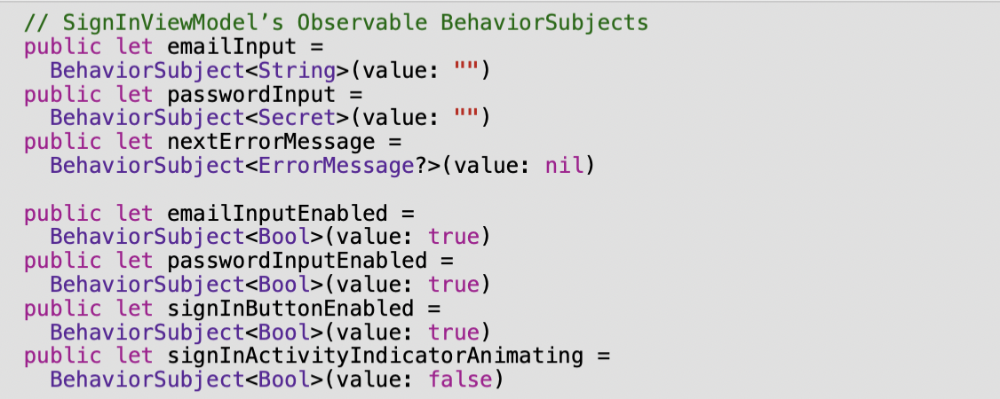 // SignInViewModel’s Observable BehaviorSubjects
public let emailInput =
  BehaviorSubject<String>(value: "")
public let passwordInput =
  BehaviorSubject<Secret>(value: "")
public let nextErrorMessage =
  BehaviorSubject<ErrorMessage?>(value: nil)

public let emailInputEnabled =
  BehaviorSubject<Bool>(value: true)
public let passwordInputEnabled =
  BehaviorSubject<Bool>(value: true)
public let signInButtonEnabled =
  BehaviorSubject<Bool>(value: true)
public let signInActivityIndicatorAnimating =
  BehaviorSubject<Bool>(value: false)